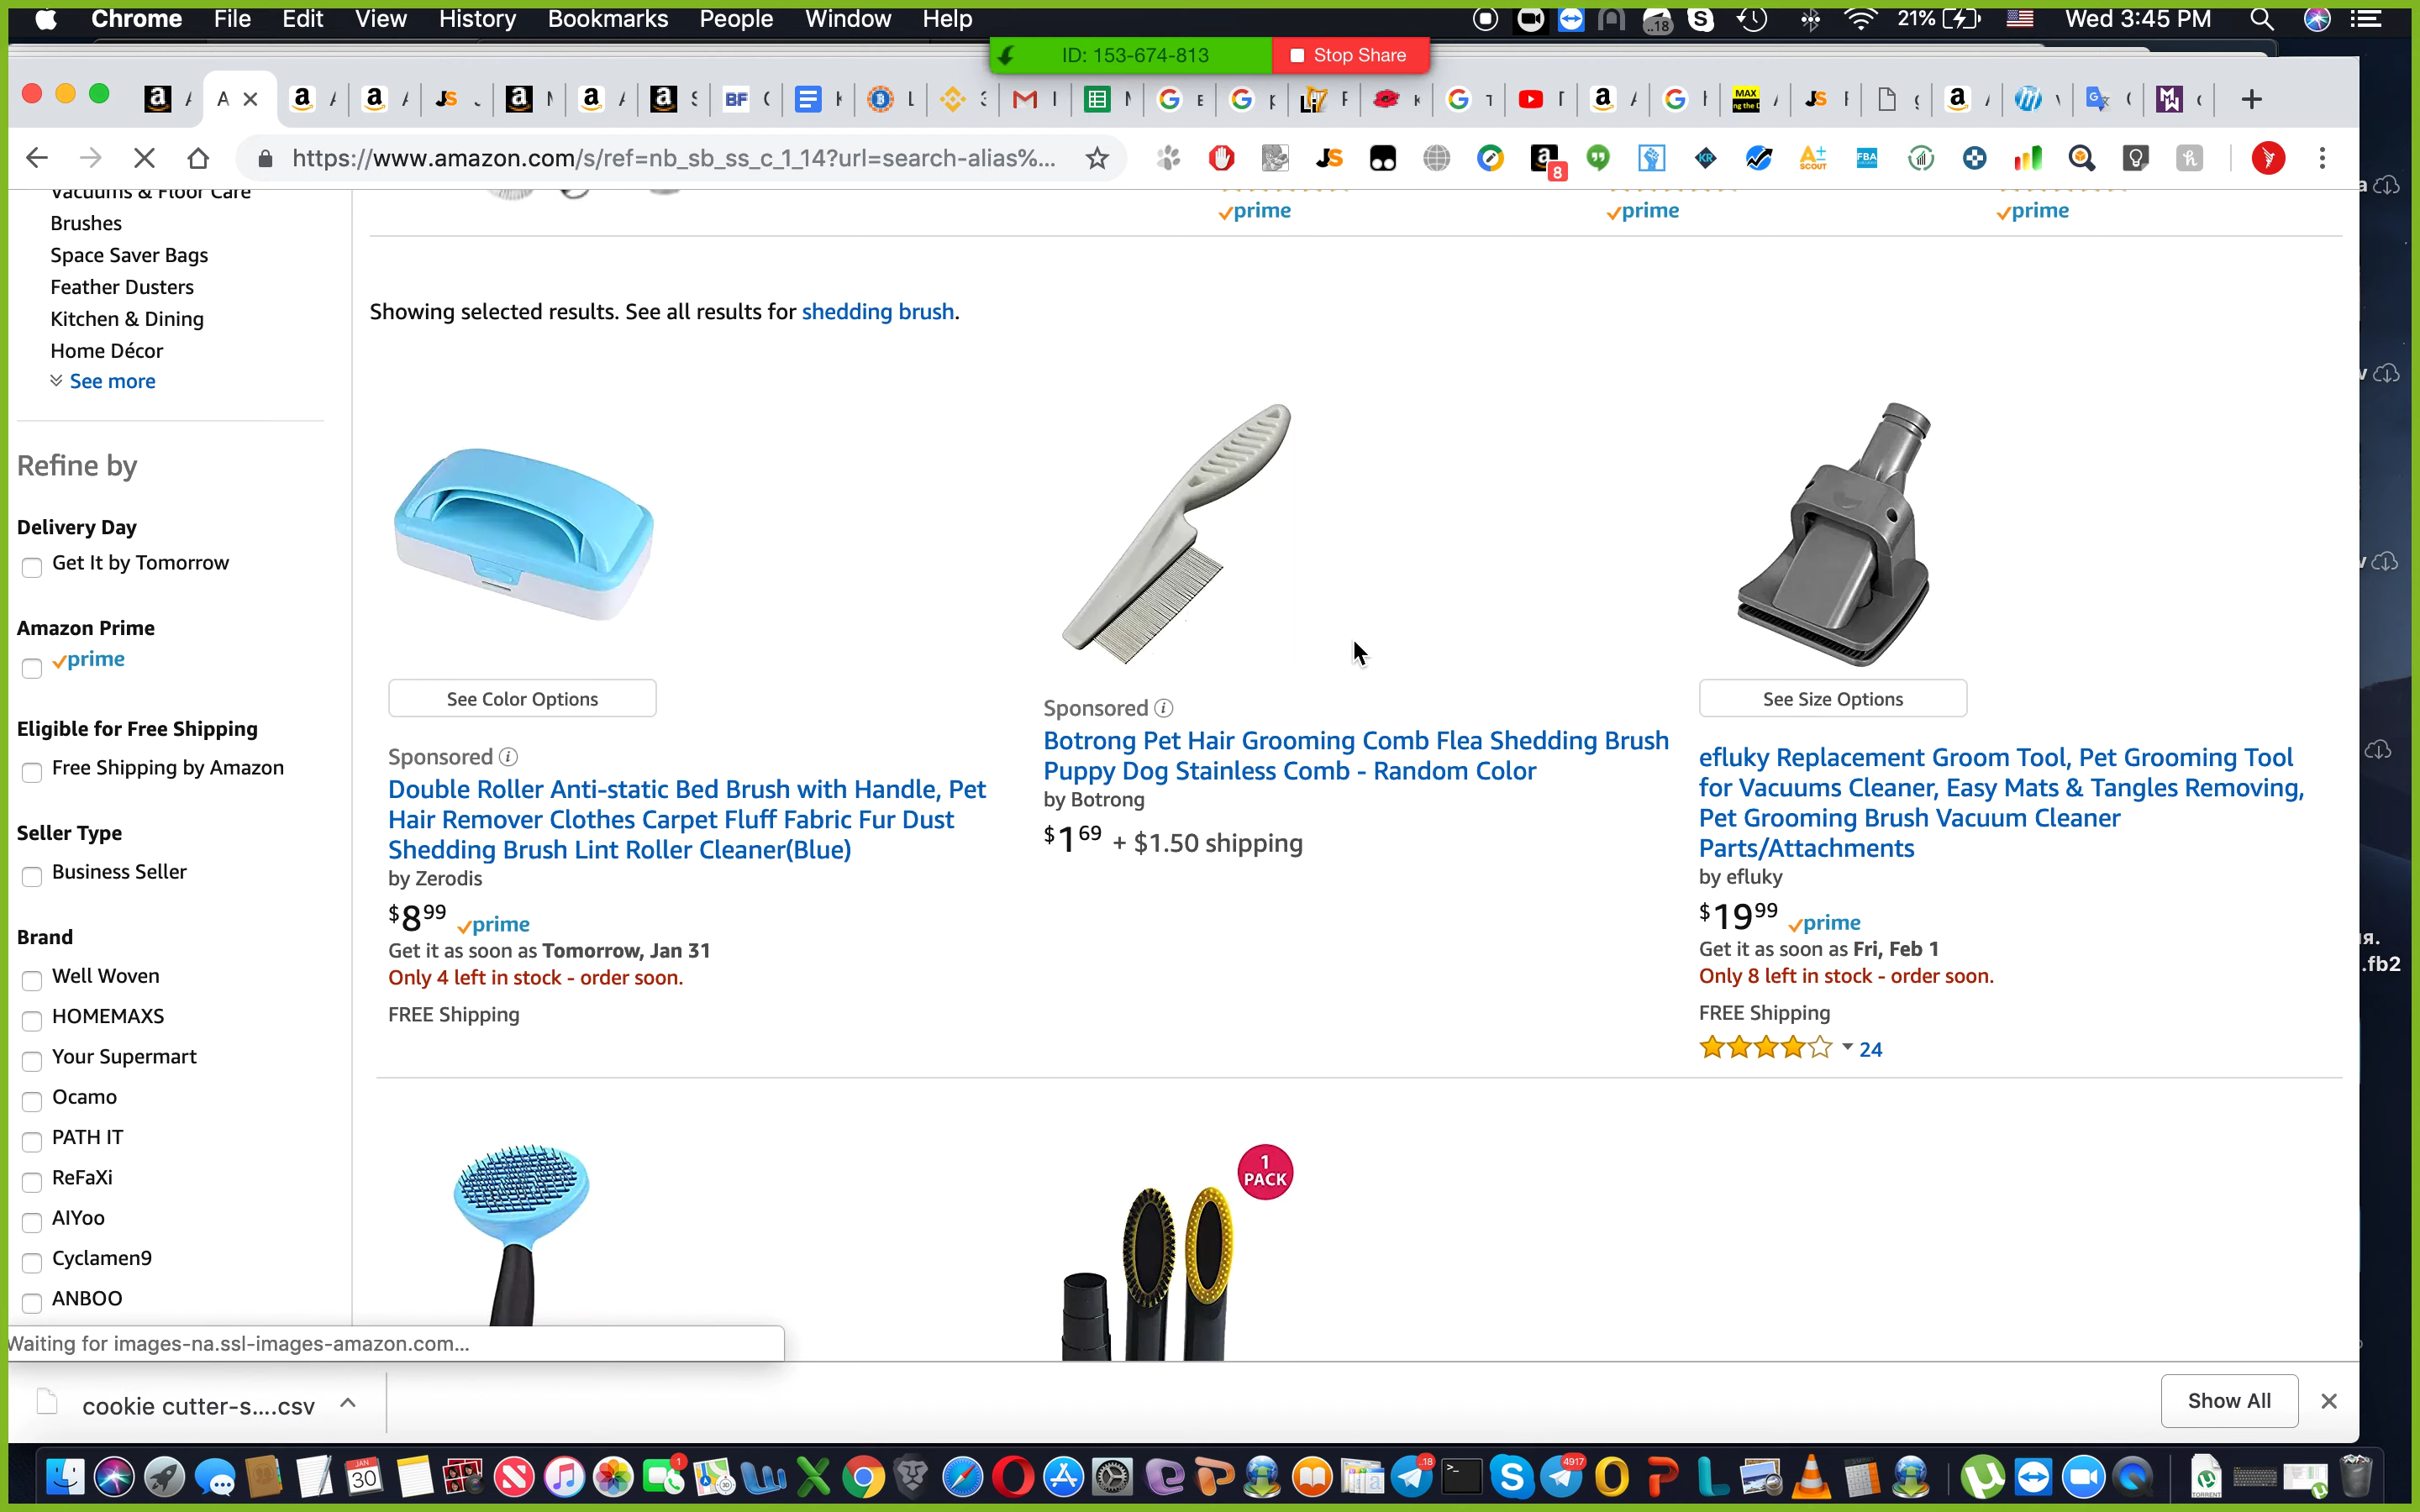 Chrome File Edit View History Bookmarks People Window Help
..18
21%
Wed 3:45 PM
ID: 153-674-813
Stop Share
https://www.amazon.com/s/ref=nb_sb_ss_c_1_14?url=search-alias%...
8
Vacuums & Floor Care
Brushes
Space Saver Bags
Feather Dusters
Kitchen & Dining
Home Décor
See more
Refine by
Delivery Day
Get It by Tomorrow
Amazon Prime
prime
Eligible for Free Shipping
Free Shipping by Amazon
Seller Type
Business Seller
Brand
Well Woven
HOMEMAXS
Your Supermart
Ocamo
PATH IT
ReFaXi
AIYoo
Cyclamen9
ANBOO
prime
prime
prime
Showing selected results. See all results for shedding brush.
See Color Options
Sponsored
Double Roller Anti-static Bed Brush with Handle, Pet
Hair Remover Clothes Carpet Fluff Fabric Fur Dust
Shedding Brush Lint Roller Cleaner(Blue)
by Zerodis
$8.99 prime
Get it as soon as Tomorrow, Jan 31
Only 4 left in stock - order soon.
FREE Shipping
Sponsored
Botrong Pet Hair Grooming Comb Flea Shedding Brush
Puppy Dog Stainless Comb - Random Color
by Botrong
$1 69 + $1.50 shipping
See Size Options
efluky Replacement Groom Tool, Pet Grooming Tool
for Vacuums Cleaner, Easy Mats & Tangles Removing,
Pet Grooming Brush Vacuum Cleaner
Parts/Attachments
by efluky
$19 99 prime
Get it as soon as Fri, Feb 1
Only 8 left in stock - order soon.
FREE Shipping
24
1
PACK
Waiting for images-na.ssl-images-amazon.com...
cookie cutter-s....csv
Show All
я.
.fb2
JAN
30
1
18
4917